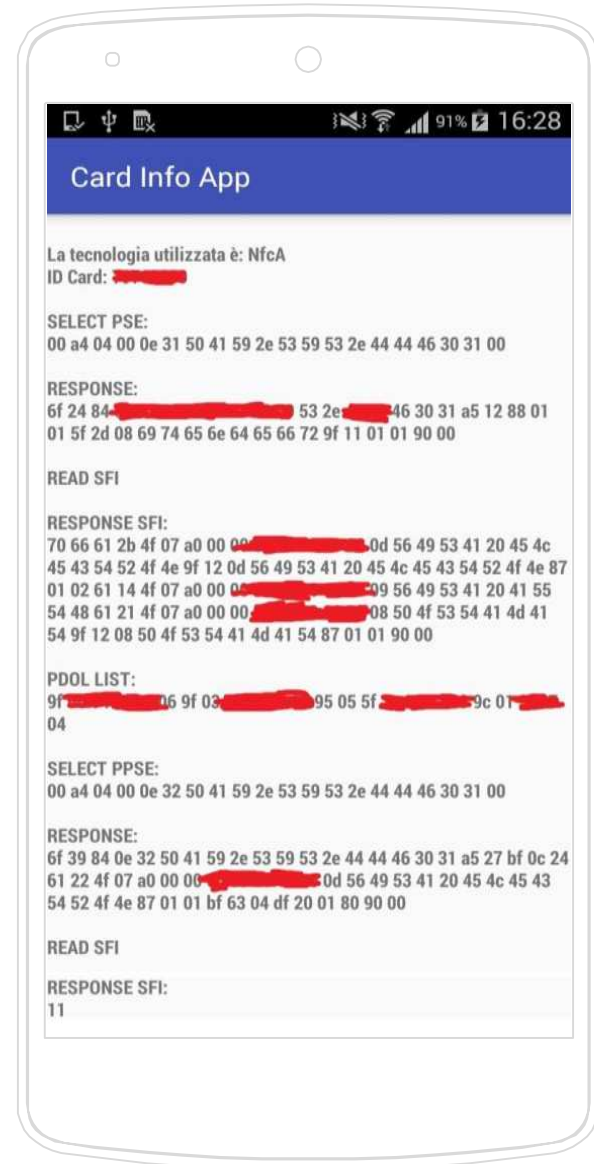 91% 16:28
Card Info App
La tecnologia utilizzata è: NfcA
ID Card:
SELECT PSE:
00 a4 04 00 0e 31 50 41 59 2e 53 59 53 2e 44 44 46 30 31 00
RESPONSE:
6f 24 84 53 2e 46 30 31 a5 12 88 01
01 5f 2d 08 69 74 65 6e 64 65 66 72 9f 11 01 01 90 00
READ SFI
RESPONSE SFI:
70 66 61 2b 4f 07 a0 00 0d 56 49 53 41 20 45 4c
45 43 54 52 4f 4e 9f 12 0d 56 49 53 41 20 45 4c 45 43 54 52 4f 4e 87
01 02 61 14 4f 07 a0 00 09 56 49 53 41 20 41 55
54 48 61 21 4f 07 a0 00 00 08 50 4f 53 54 41 4d 41
54 9f 12 08 50 4f 53 54 41 4d 41 54 87 01 01 90 00
PDOL LIST:
9f 06 9f 03 95 05 5f 9c 01
04
SELECT PPSE:
00 a4 04 00 0e 32 50 41 59 2e 53 59 53 2e 44 44 46 30 31 00
RESPONSE:
6f 39 84 0e 32 50 41 59 2e 53 59 53 2e 44 44 46 30 31 a5 27 bf 0c 24
61 22 4f 07 a0 00 00 0d 56 49 53 41 20 45 4c 45 43
54 52 4f 4e 87 01 01 bf 63 04 df 20 01 80 90 00
READ SFI
RESPONSE SFI:
11